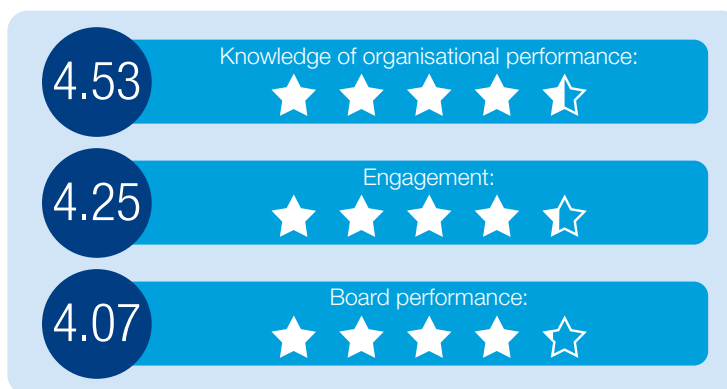 4.53
Knowledge of organisational performance:
4.25
Engagement:
4.07
Board performance: